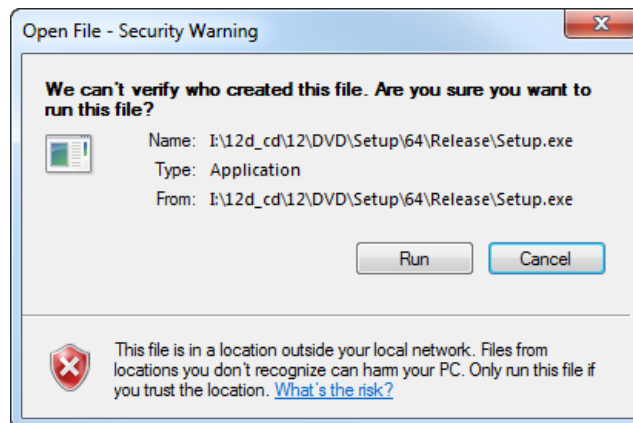 Open File - Security Warning
We can't verify who created this file. Are you sure you want to
run this file?
Name: I:\12d_cd\12\DVD\Setup\64\Release\Setup.exe
Type: Application
From: I:\12d_cd\12\DVD\Setup\64\Release\Setup.exe
Run Cancel
This file is in a location outside your local network. Files from
locations you don't recognize can harm your PC. Only run this file if
you trust the location. What's the risk?